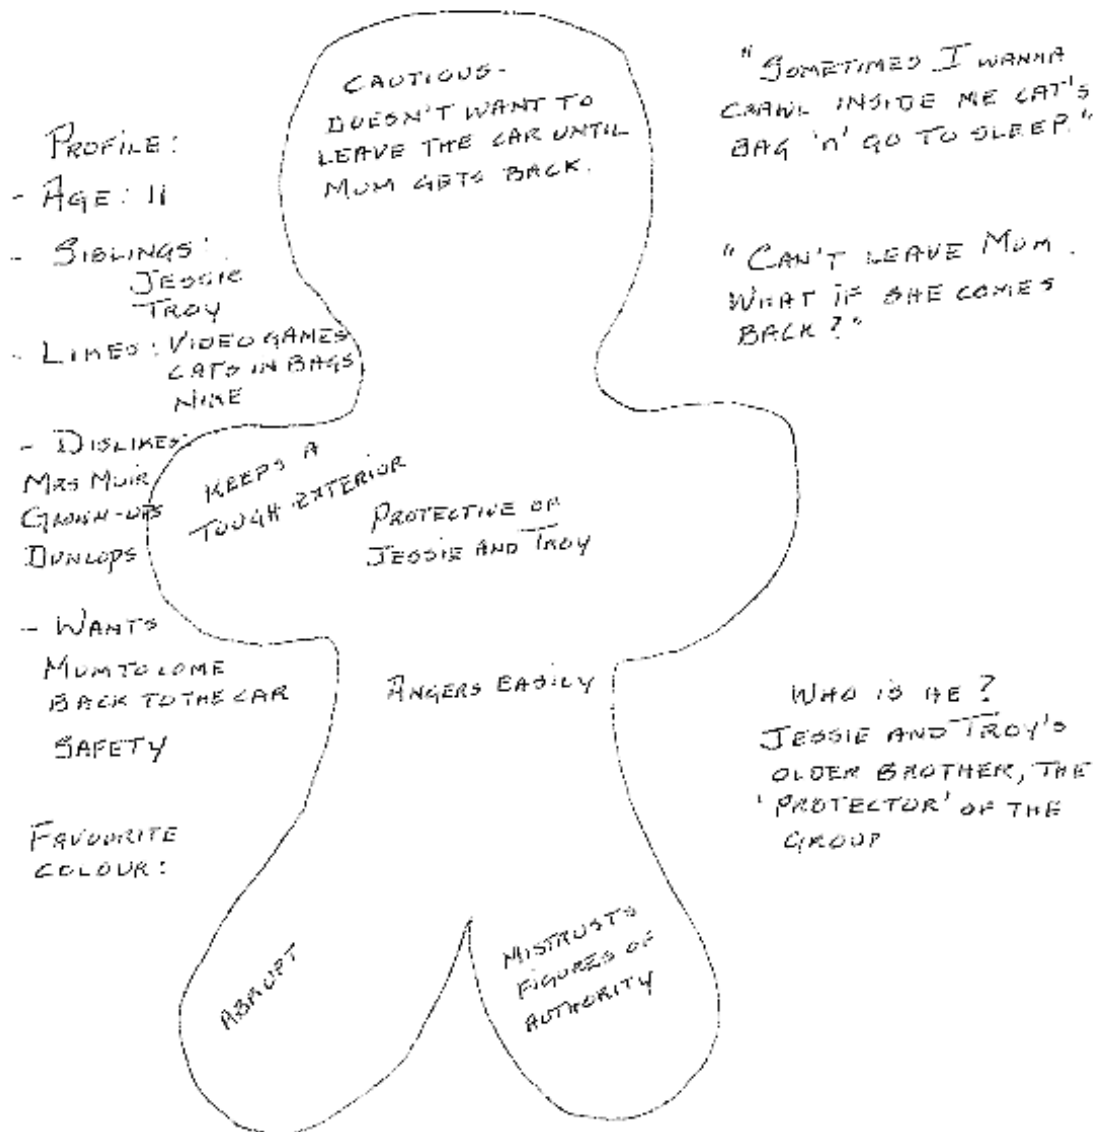 PROFILE:
- AGE: 11
- SIBLINGS:
JESSIE
TROY
- LIKES: VIDEO GAMES
CATS IN BAGS
NIKE
- DISLIKES:
MRS MUIR
GROWN-UPS
DUNLOPS
- WANTS
MUM TO COME
BACK TO THE CAR
SAFETY
FAVOURITE
COLOUR:
CAUTIOUS-
DOESN'T WANT TO
LEAVE THE CAR UNTIL
MUM GETS BACK.
KEEPS A
TOUGH EXTERIOR
PROTECTIVE OF
JESSIE AND TROY
ANGERS EASILY
ABRUPT
MISTRUSTS
FIGURES OF
AUTHORITY
"SOMETIMES I WANNA
CRAWL INSIDE ME CAT'S
BAG 'N' GO TO SLEEP."
"CAN'T LEAVE MUM.
WHAT IF SHE COMES
BACK?"
WHO IS HE?
JESSIE AND TROY'S
OLDER BROTHER, THE
'PROTECTOR' OF THE
GROUP